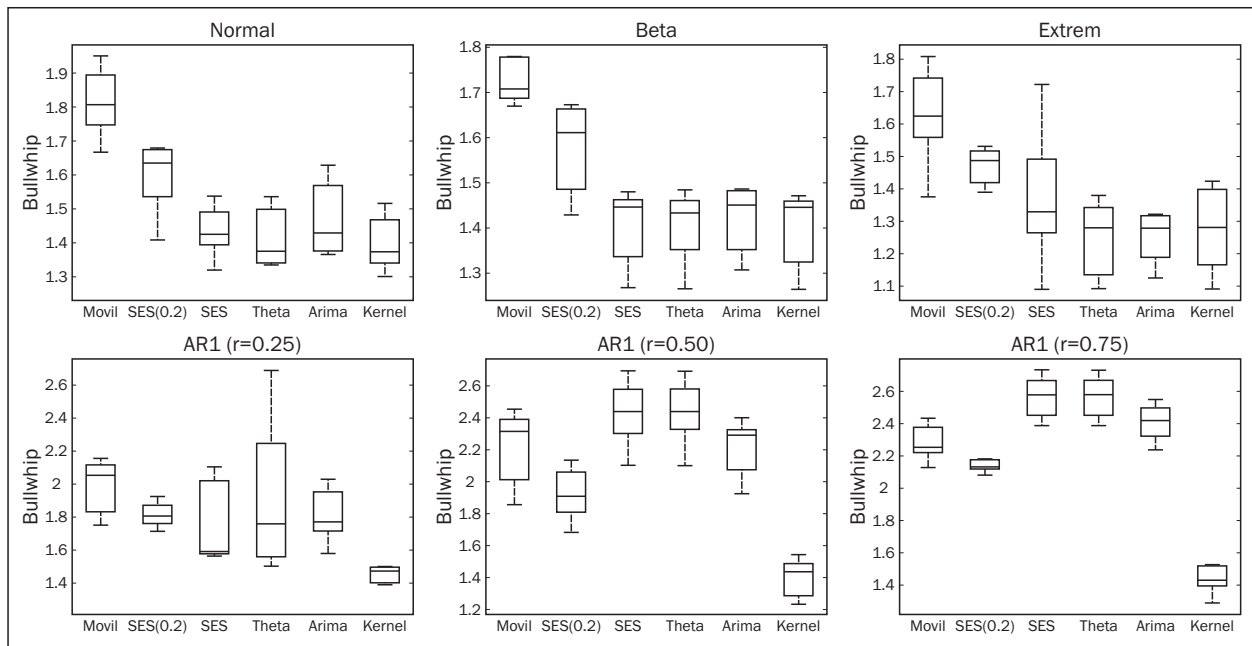 Normal
Bullwhip
1.9
1.8
1.7
1.6
1.5
1.4
1.3
Movil SES(0.2) SES Theta Arima Kernel
Beta
Bullwhip
1.8
1.7
1.6
1.5
1.4
1.3
Movil SES(0.2) SES Theta Arima Kernel
Extrem
Bullwhip
1.8
1.7
1.6
1.5
1.4
1.3
1.2
1.1
Movil SES(0.2) SES Theta Arima Kernel
AR1 (r=0.25)
Bullwhip
2.6
2.4
2.2
2
1.8
1.6
1.4
Movil SES(0.2) SES Theta Arima Kernel
AR1 (r=0.50)
Bullwhip
2.6
2.4
2.2
2
1.8
1.6
1.4
1.2
Movil SES(0.2) SES Theta Arima Kernel
AR1 (r=0.75)
Bullwhip
2.6
2.4
2.2
2
1.8
1.6
1.4
Movil SES(0.2) SES Theta Arima Kernel